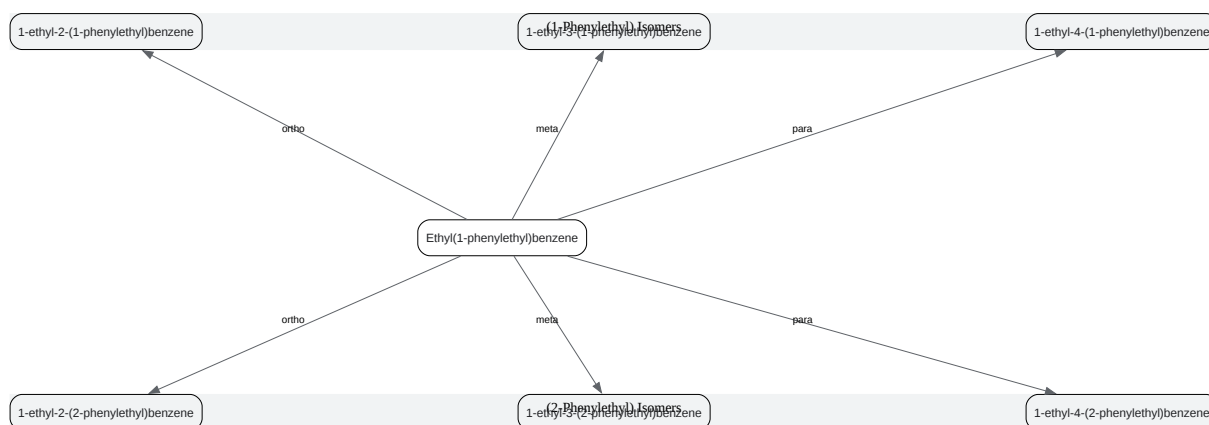 (1-Phenylethyl) Isomers
1-ethyl-2-(1-phenylethyl)benzene
1-ethyl-3-(1-phenylethyl)benzene
1-ethyl-4-(1-phenylethyl)benzene
ortho
meta
para
Ethyl(1-phenylethyl)benzene
ortho
meta
para
(2-Phenylethyl) Isomers
1-ethyl-2-(2-phenylethyl)benzene
1-ethyl-3-(2-phenylethyl)benzene
1-ethyl-4-(2-phenylethyl)benzene